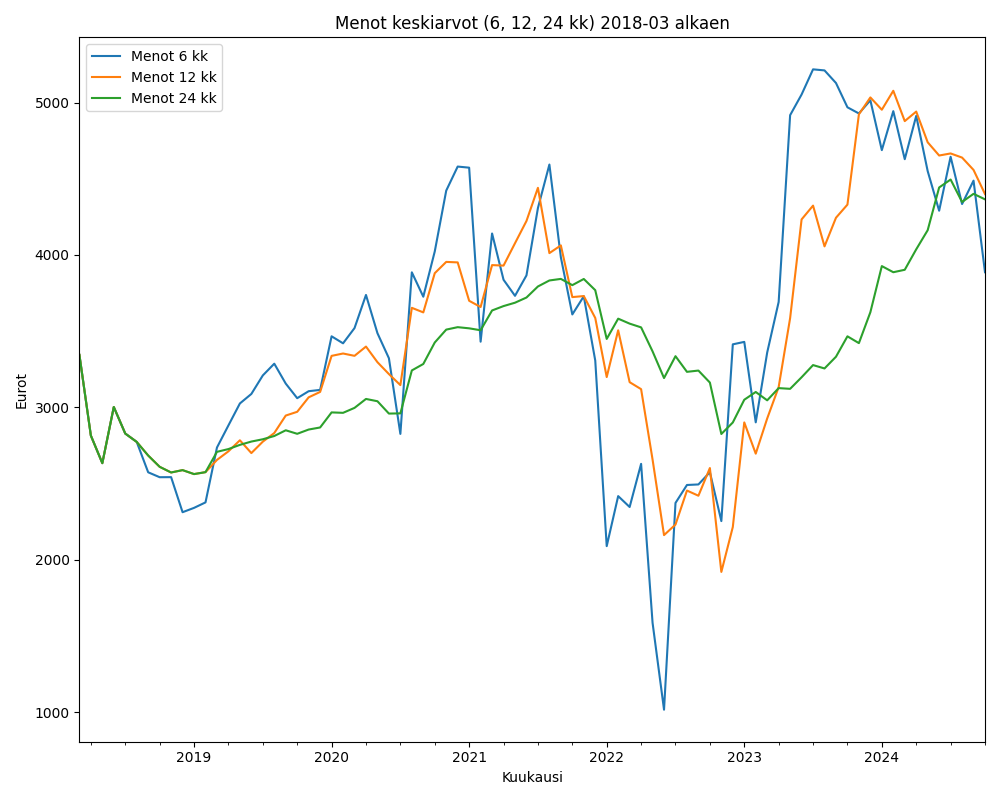 Menot keskiarvot (6, 12, 24 kk) 2018-03 alkaen
Menot 6 kk
Menot 12 kk
Menot 24 kk
5000
4000
3000
2000
1000
Eurot
2019
2020
2021
2022
2023
2024
Kuukausi